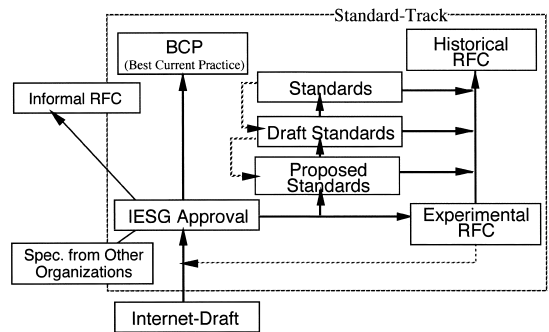 Standard-Track
BCP
(Best Current Practice)
Historical
RFC
Informal RFC
Standards
Draft Standards
Proposed
Standards
IESG Approval
Experimental
RFC
Spec. from Other
Organizations
Internet-Draft